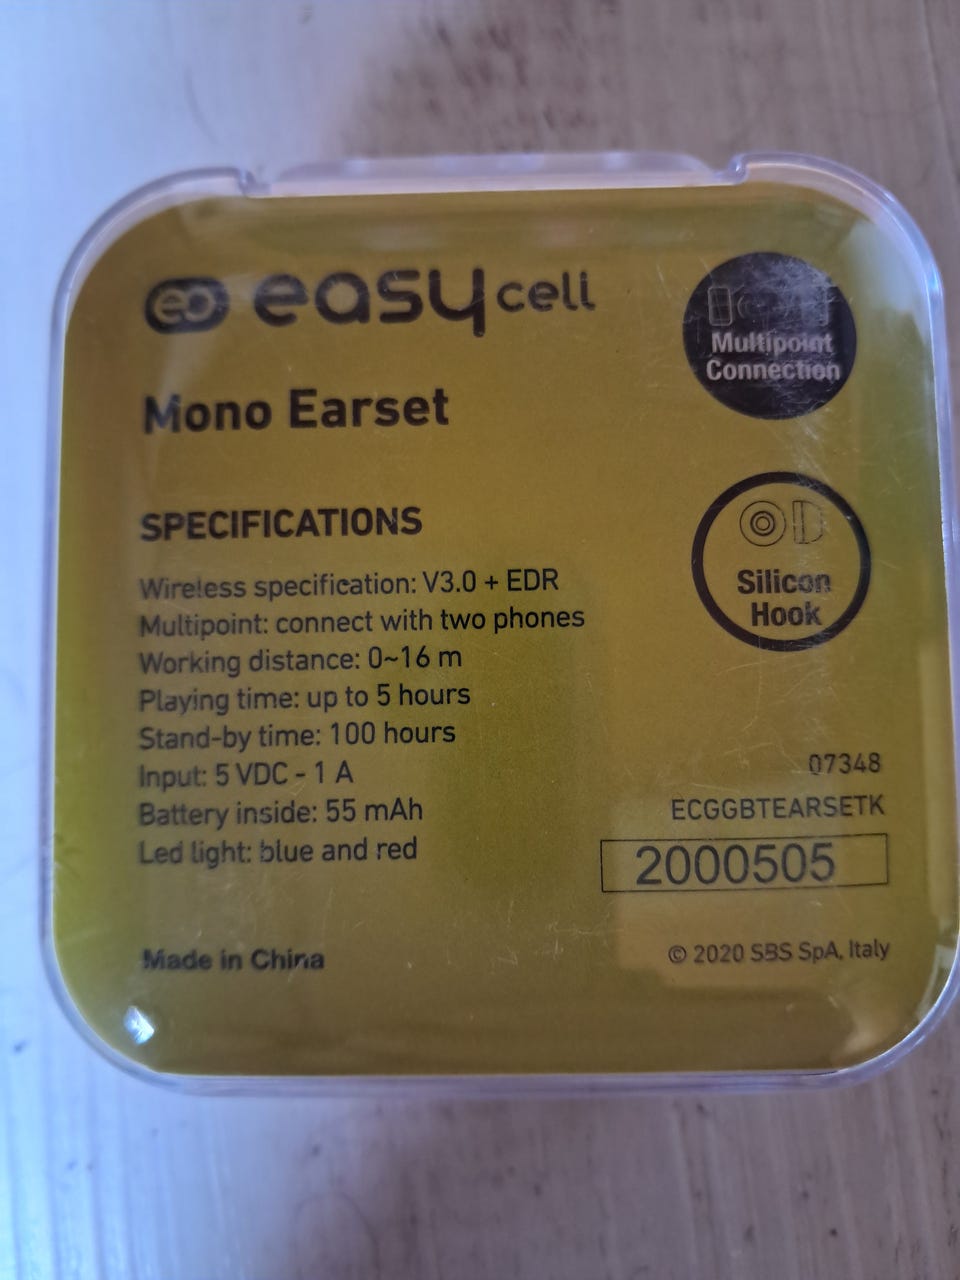 eo easy cell
Multipoint
Connection
Mono Earset
SPECIFICATIONS
Wireless specification: V3.0 + EDR
Multipoint: connect with two phones
Working distance: 0~16 m
Playing time: up to 5 hours
Stand-by time: 100 hours
Input: 5 VDC - 1 A
Battery inside: 55 mAh
Led light: blue and red
Silicon
Hook
07348
ECGGBTEARSETK
2000505
Made in China
© 2020 SBS SpA, Italy